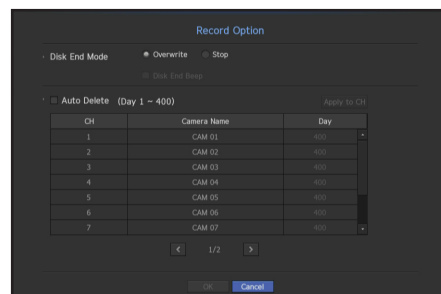 Record Option
Disk End Mode Overwrite Stop
Disk End Beep
Auto Delete (Day 1 ~ 400) Apply to CH
CH Camera Name Day
1 CAM 01 400
2 CAM 02 400
3 CAM 03 400
4 CAM 04 400
5 CAM 05 400
6 CAM 06 400
7 CAM 07 400
< 1/2 >
OK Cancel